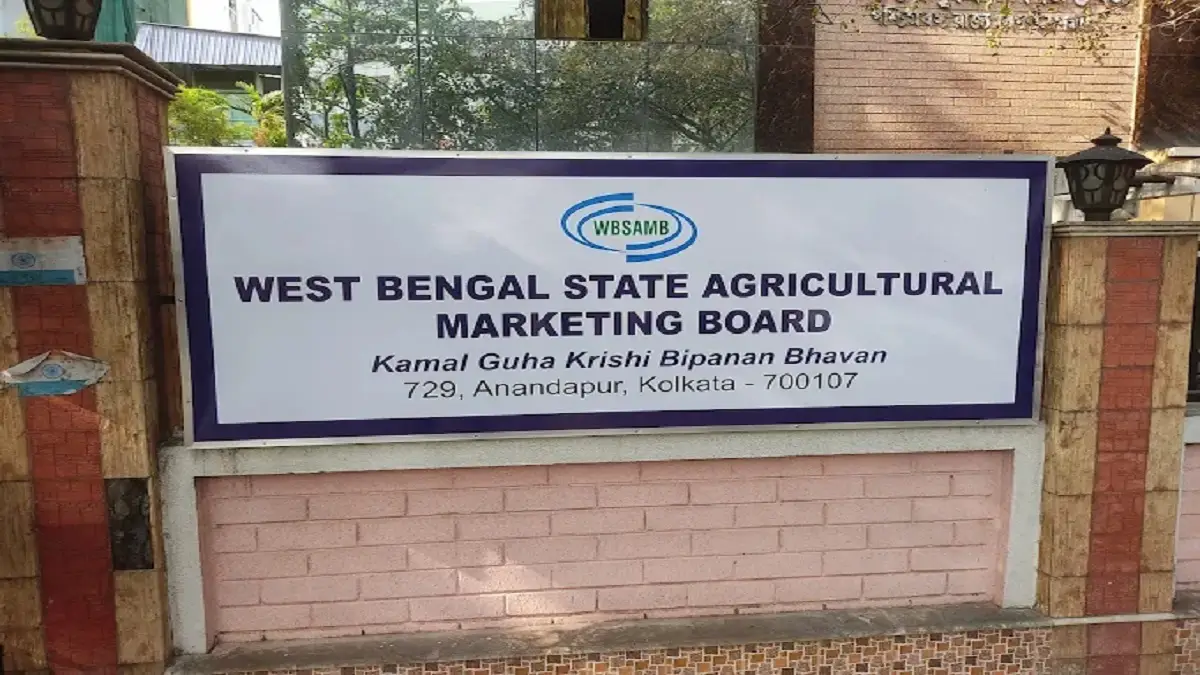 WBSAMB
WEST BENGAL STATE AGRICULTURAL
MARKETING BOARD
Kamal Guha Krishi Bipanan Bhavan
729, Anandapur, Kolkata - 700107